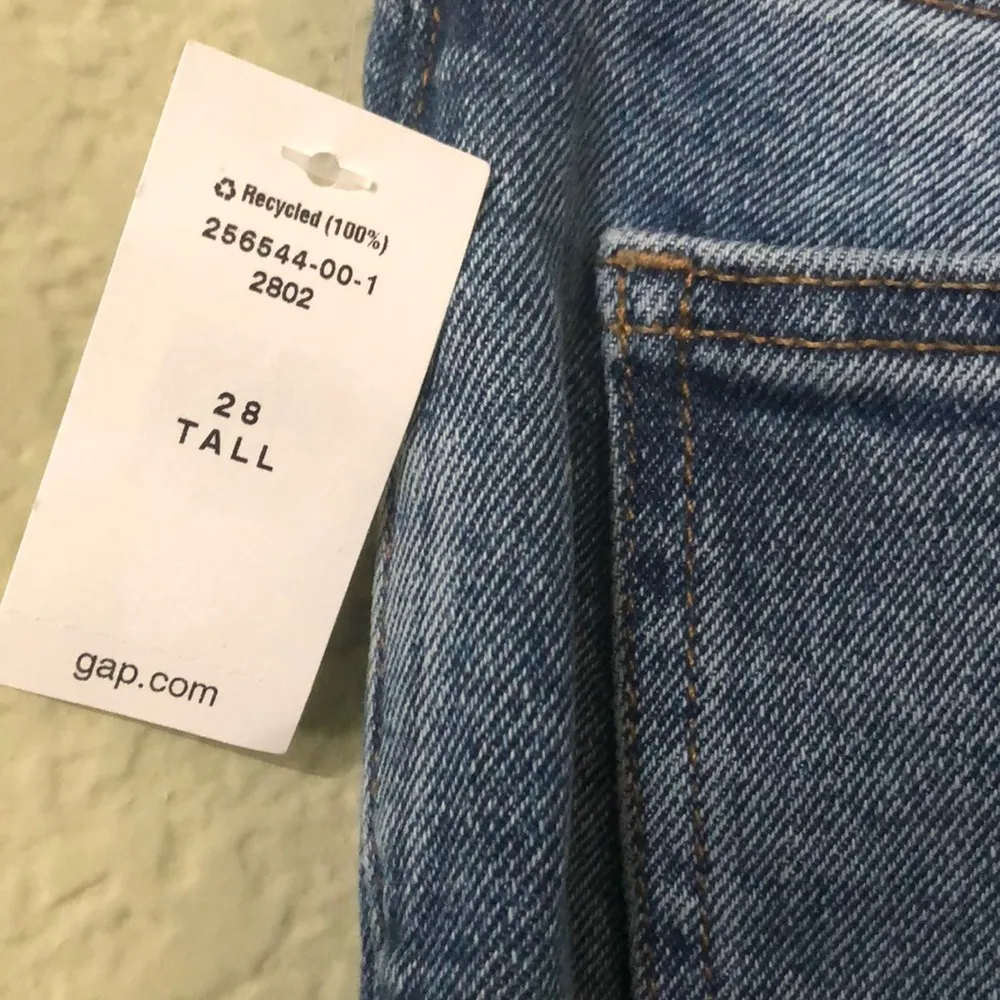 ♻ Recycled (100%)
256544-00-1
2802
28
TALL
gap.com